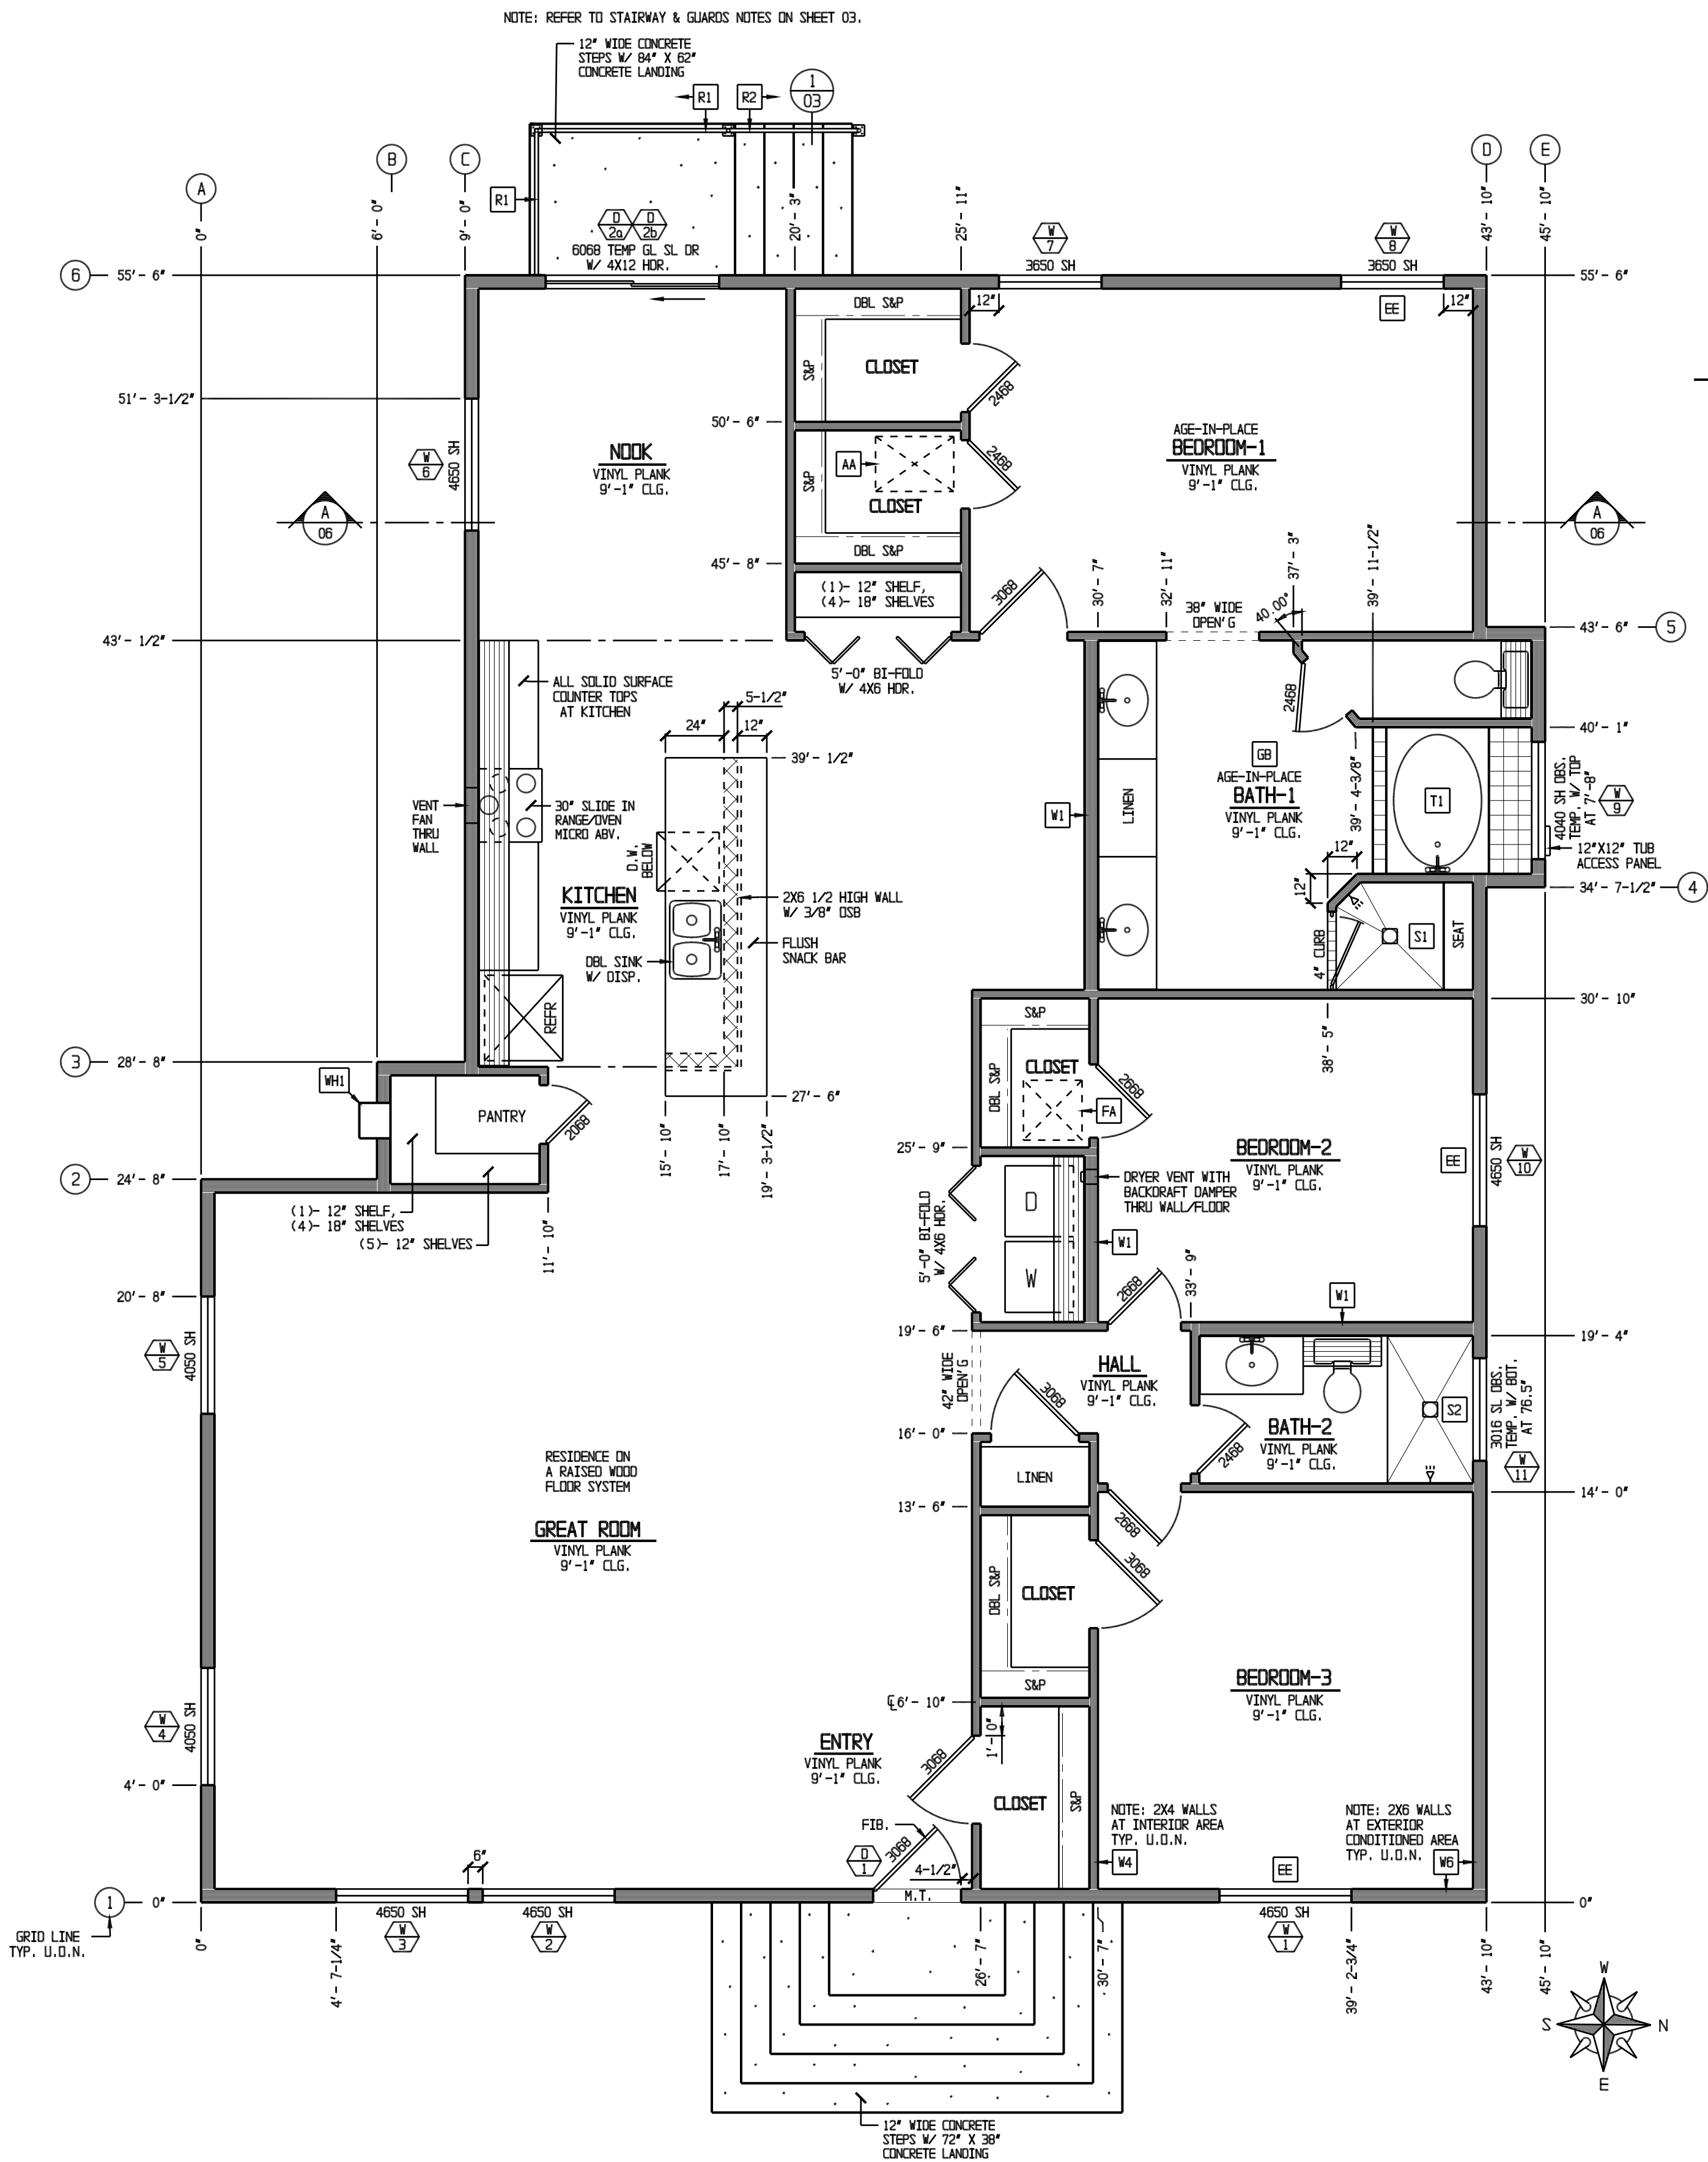 NOTE: REFER TO STAIRWAY & GUARDS NOTES ON SHEET 03.
12" WIDE CONCRETE
STEPS W/ 84" X 62"
CONCRETE LANDING
R1
R2
1
03
A
B
C
D
E
R1
0"
6'- 0"
9'- 0"
20'- 3"
25'- 11"
43'- 10"
45'- 10"
D
2a
D
2b
6068 TEMP GL SL DR
W/ 4X12 HDR.
W
7
3650 SH
W
8
3650 SH
6
55'- 6"
55'- 6"
DBL S&P
12"
EE
12"
S&P
CLOSET
2468
51'- 3-1/2"
50'- 6"
W
6
4650 SH
NOOK
VINYL PLANK
9'-1" CLG.
AA
S&P
CLOSET
DBL S&P
2468
AGE-IN-PLACE
BEDROOM-1
VINYL PLANK
9'-1" CLG.
A
06
A
06
45'- 8"
(1)- 12" SHELF,
(4)- 18" SHELVES
3068
30'- 7"
32'- 11"
38" WIDE
OPEN'G
40.00°
37'- 3"
39'- 11-1/2"
43'- 1/2"
43'- 6"
5
5'-0" BI-FOLD
W/ 4X6 HDR.
ALL SOLID SURFACE
COUNTER TOPS
AT KITCHEN
5-1/2"
24"
12"
2468
39'- 1/2"
40'- 1"
GB
AGE-IN-PLACE
BATH-1
VINYL PLANK
9'-1" CLG.
39'- 4-3/8"
T1
4040 SH OBS.
TEMP. W/ TOP
AT 7'-8"
W
9
VENT
FAN
THRU
WALL
30" SLIDE IN
RANGE/OVEN
MICRO ABV.
W1
LINEN
12"X12" TUB
ACCESS PANEL
D.W.
BELOW
12"
12"
34'- 7-1/2"
4
KITCHEN
VINYL PLANK
9'-1" CLG.
2X6 1/2 HIGH WALL
W/ 3/8" OSB
FLUSH
SNACK BAR
DBL SINK
W/ DISP.
4" CURB
S1
SEAT
REFR
30'- 10"
38'- 5"
3
28'- 8"
WH1
PANTRY
2068
27'- 6"
15'- 10"
17'- 10"
19'- 3-1/2"
S&P
DBL S&P
CLOSET
FA
2668
25'- 9"
BEDROOM-2
VINYL PLANK
9'-1" CLG.
EE
4650 SH
W
10
2
24'- 8"
(1)- 12" SHELF,
(4)- 18" SHELVES
(5)- 12" SHELVES
11'- 10"
5'-0" BI-FOLD
W/ 4X6 HDR.
D
W
DRYER VENT WITH
BACKDRAFT DAMPER
THRU WALL/FLOOR
W1
2668
33'- 9"
W1
20'- 8"
19'- 6"
19'- 4"
W
5
4050 SH
42" WIDE
OPEN'G
3068
HALL
VINYL PLANK
9'-1" CLG.
S2
3016 SL OBS.
TEMP. W/ BOT.
AT 76.5"
W
11
BATH-2
VINYL PLANK
9'-1" CLG.
2468
16'- 0"
LINEN
RESIDENCE ON
A RAISED WOOD
FLOOR SYSTEM
13'- 6"
14'- 0"
2668
GREAT ROOM
VINYL PLANK
9'-1" CLG.
3068
DBL S&P
CLOSET
S&P
BEDROOM-3
VINYL PLANK
9'-1" CLG.
℄6'- 10"
W
4
4050 SH
ENTRY
VINYL PLANK
9'-1" CLG.
1'-0"
3068
4'- 0"
CLOSET
S&P
NOTE: 2X4 WALLS
AT INTERIOR AREA
TYP. U.O.N.
NOTE: 2X6 WALLS
AT EXTERIOR
CONDITIONED AREA
TYP. U.O.N.
FIB.
3068
D
1
4-1/2"
W4
EE
W6
6"
1
0"
M.T.
0"
GRID LINE
TYP. U.O.N.
4650 SH
W
3
4650 SH
W
2
4650 SH
W
1
0"
4'- 7-1/4"
26'- 7"
30'- 7"
39'- 2-3/4"
43'- 10"
45'- 10"
W
S
N
E
12" WIDE CONCRETE
STEPS W/ 72" X 38"
CONCRETE LANDING